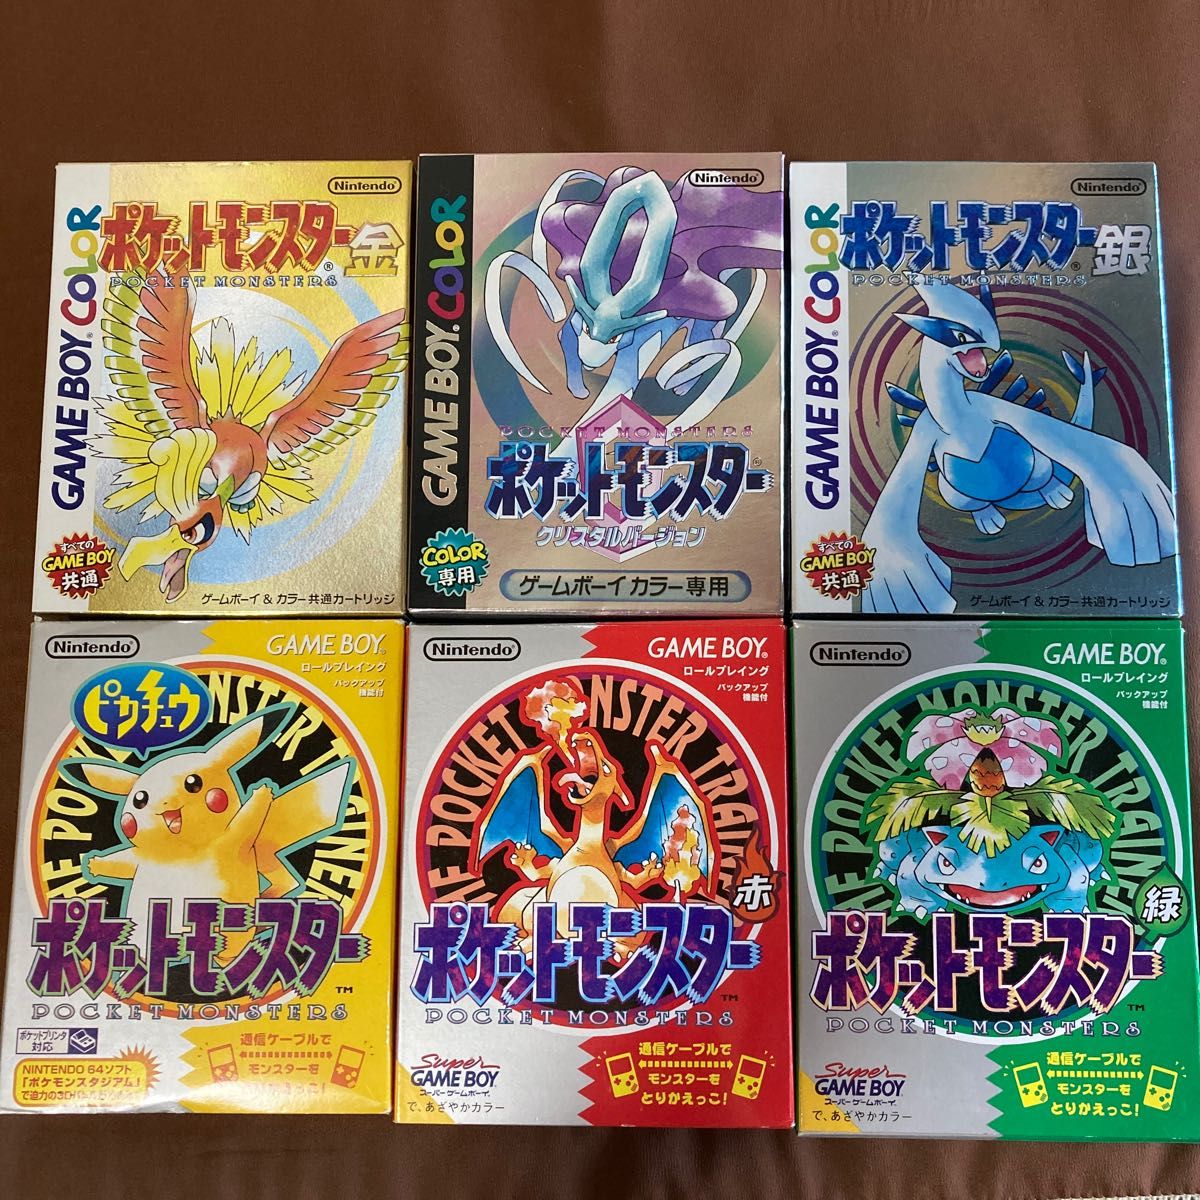 Nintendo
GAME BOY COLOR
ポケットモンスター®
金
POCKET MONSTERS
すべての
GAME BOY
共通
ゲームボーイ & カラー共通カートリッジ
Nintendo
GAME BOY COLOR
POCKET MONSTERS
ポケットモンスター®
クリスタルバージョン
COLOR
専用
ゲームボーイ カラー専用
Nintendo
GAME BOY COLOR
ポケットモンスター®
銀
POCKET MONSTERS
すべての
GAME BOY
共通
ゲームボーイ & カラー共通カートリッジ
Nintendo
GAME BOY®
ロールプレイング
バックアップ
機能付
ピカチュウ
ポケットモンスター
TM
POCKET MONSTERS
ポケットプリンタ
対応
NINTENDO 64ソフト
「ポケモンスタジアム」
通信ケーブルで
Nintendo
GAME BOY®
ロールプレイング
バックアップ
機能付
赤
ポケットモンスター
TM
POCKET MONSTERS
Super
GAME BOY
スーパーゲームボーイ®
で、あざやかカラー
通信ケーブルで
モンスターを
とりかえっこ!
Nintendo
GAME BOY®
ロールプレイング
バックアップ
機能付
THE POCKET MONSTER TRAINER
緑
ポケットモンスター
TM
POCKET MONSTERS
Super
GAME BOY
スーパーゲームボーイ®
で、あざやかカラー
通信ケーブルで
モンスターを
とりかえっこ!